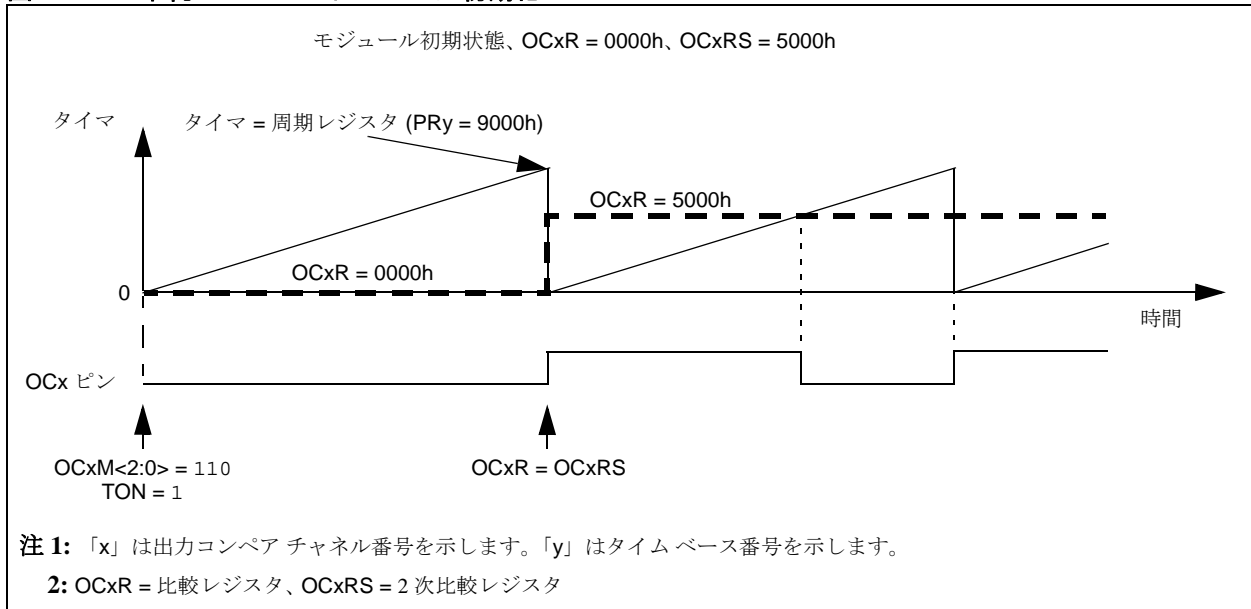 モジュール初期状態、OCxR = 0000h、OCxRS = 5000h
タイマ
タイマ = 周期レジスタ (PRy = 9000h)
OCxR = 5000h
OCxR = 0000h
0
時間
OCx ピン
OCxM<2:0> = 110
TON = 1
OCxR = OCxRS
注 1: 「x」は出力コンペア チャネル番号を示します。「y」はタイム ベース番号を示します。
2: OCxR = 比較レジスタ、OCxRS = 2 次比較レジスタ